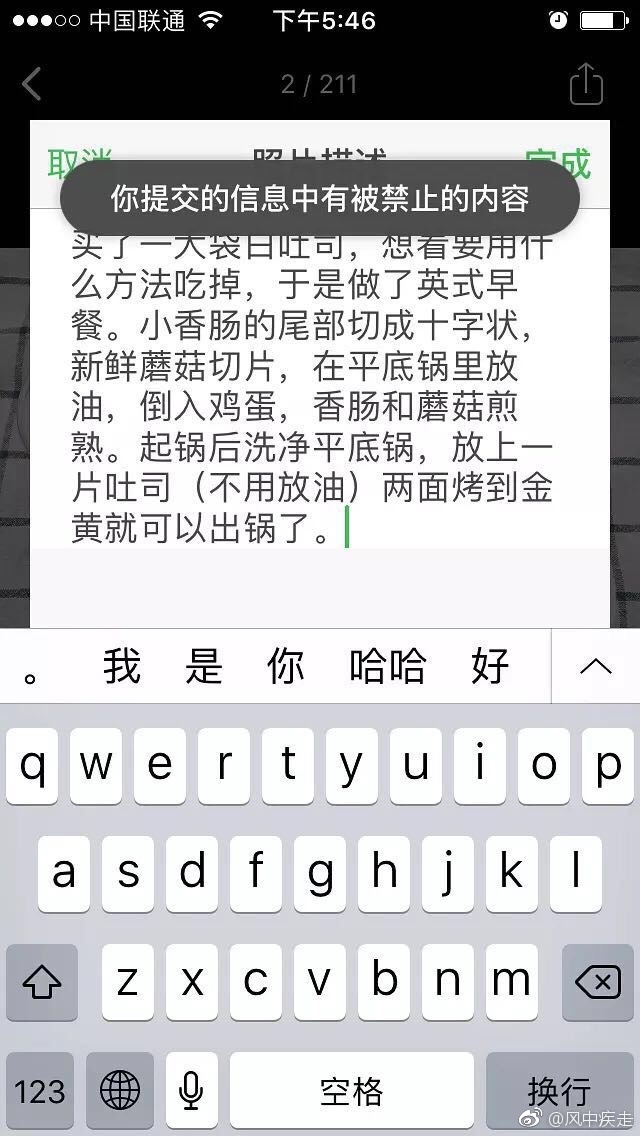 中国联通
下午5:46
2 / 211
取消
照片描述
完成
你提交的信息中有被禁止的内容
买了一大袋白吐司，想着要用什
么方法吃掉，于是做了英式早
餐。小香肠的尾部切成十字状，
新鲜蘑菇切片，在平底锅里放
油，倒入鸡蛋，香肠和蘑菇煎
熟。起锅后洗净平底锅，放上一
片吐司（不用放油）两面烤到金
黄就可以出锅了。
。 我 是 你 哈哈 好
q w e r t y u i o p
a s d f g h j k l
z x c v b n m
123 空格 换行
@风中疾走